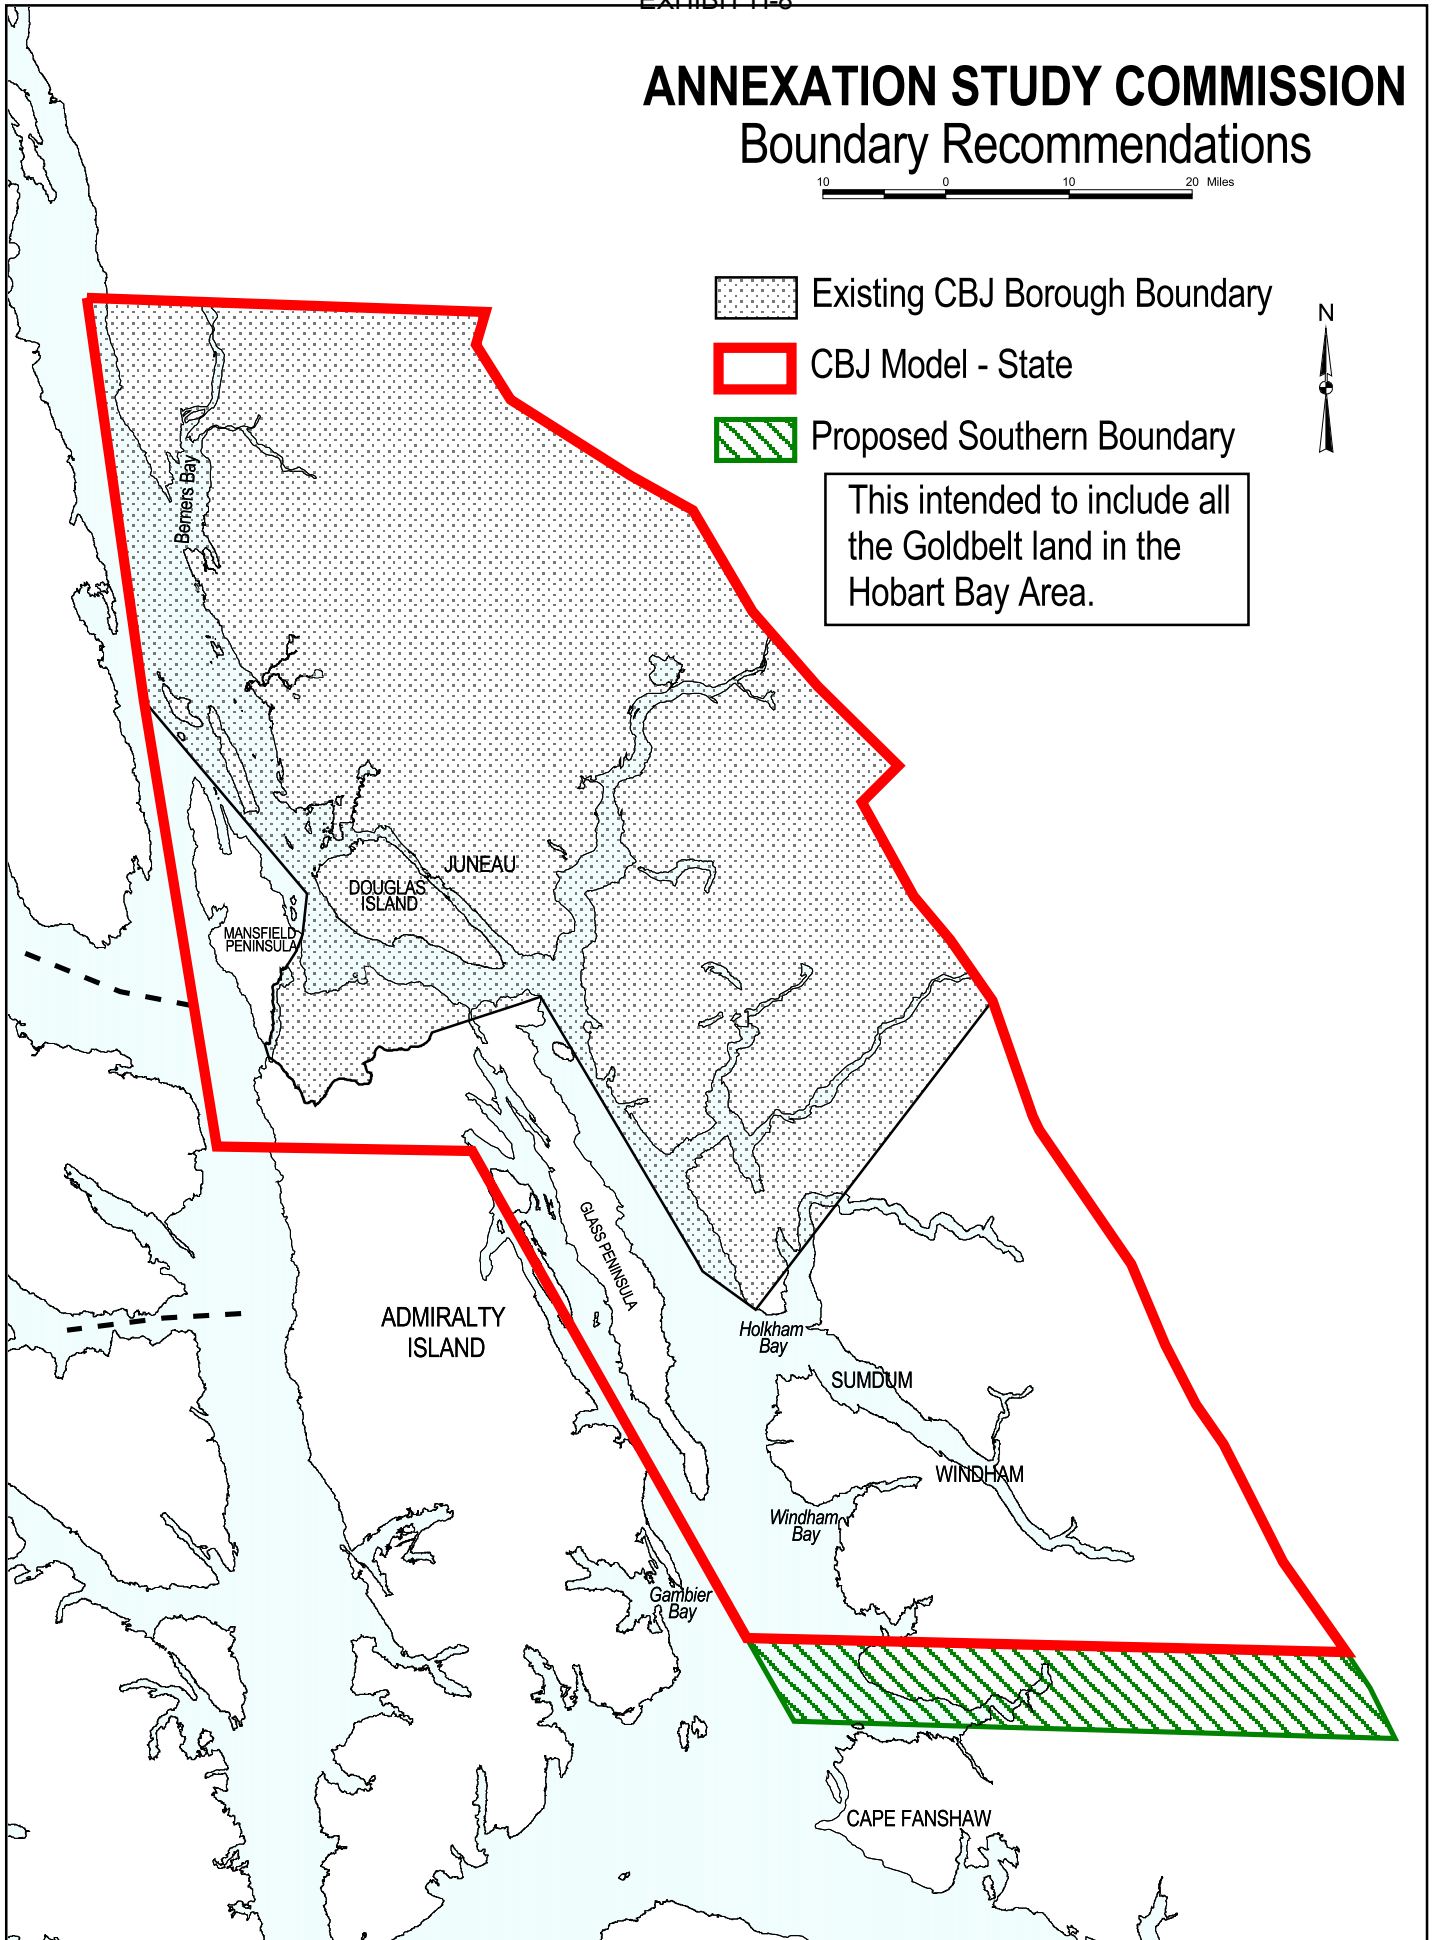 ANNEXATION STUDY COMMISSION
Boundary Recommendations
10 0 10 20 Miles
Existing CBJ Borough Boundary
N
CBJ Model - State
Proposed Southern Boundary
This intended to include all
the Goldbelt land in the
Hobart Bay Area.
Berners Bay
JUNEAU
DOUGLAS
ISLAND
MANSFIELD
PENINSULA
GLASS PENINSULA
ADMIRALTY
ISLAND
Holkham
Bay
SUMDUM
WINDHAM
Windham
Bay
Gambier
Bay
CAPE FANSHAW